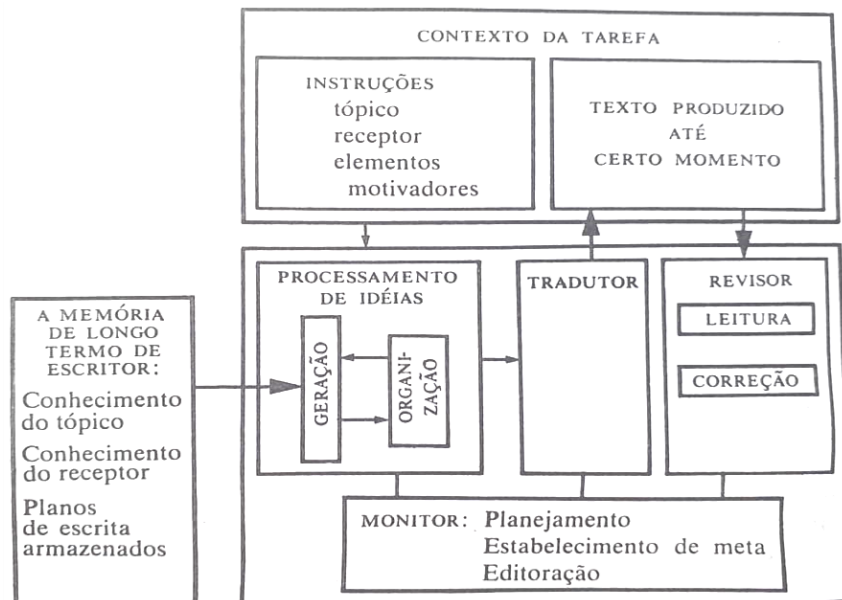 CONTEXTO DA TAREFA
INSTRUÇÕES
tópico
receptor
elementos
motivadores
TEXTO PRODUZIDO
ATÉ
CERTO MOMENTO
A MEMÓRIA
DE LONGO
TERMO DE
ESCRITOR:
Conhecimento
do tópico
Conhecimento
do receptor
Planos
de escrita
armazenados
PROCESSAMENTO
DE IDÉIAS
GERAÇÃO
ORGANI-
ZAÇÃO
TRADUTOR
REVISOR
LEITURA
CORREÇÃO
MONITOR: Planejamento
Estabelecimento de meta
Editoração